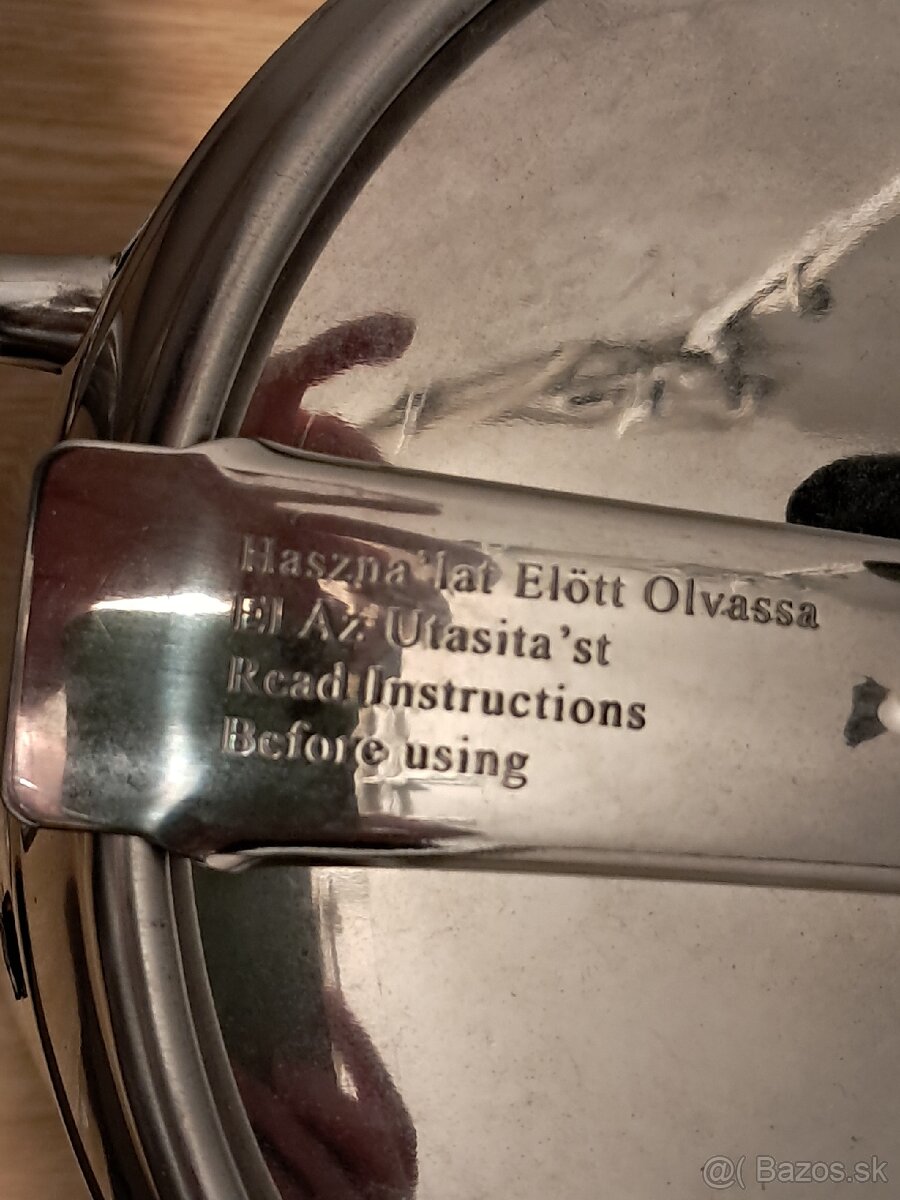 Haszna'lat Elött Olvassa
El Az Utasita'st
Read Instructions
Before using
@( Bazos.sk